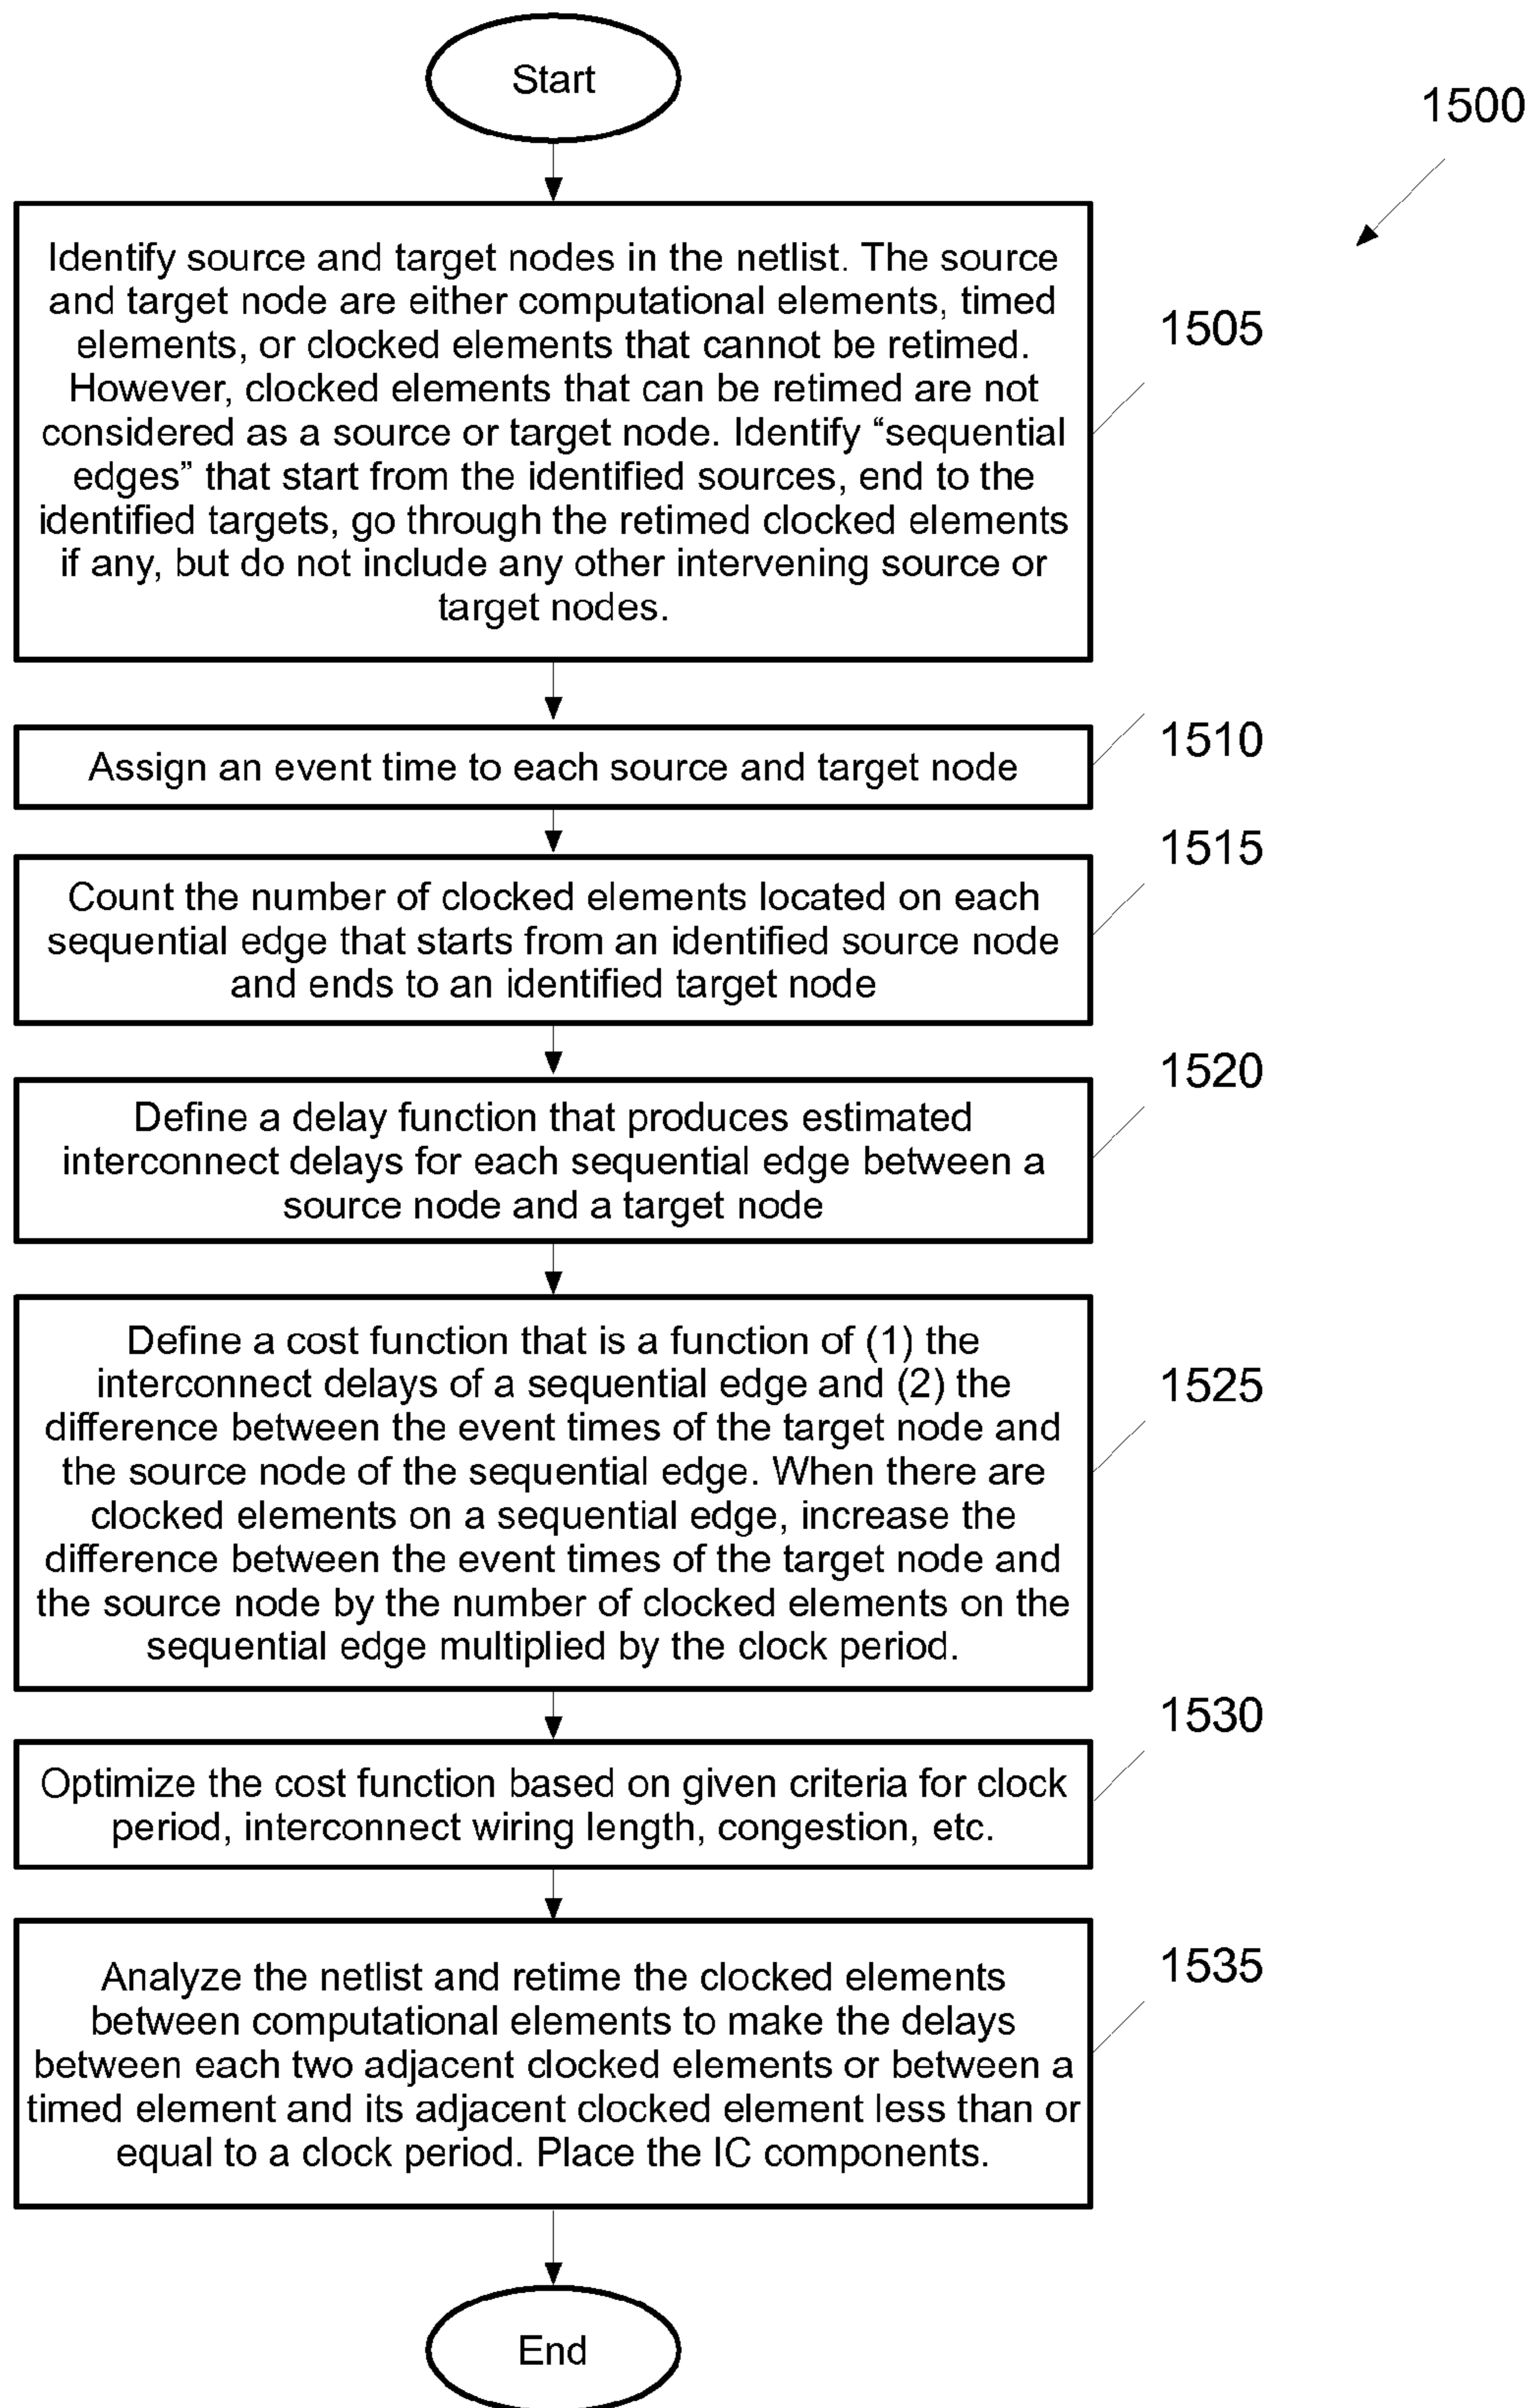 Start
1500
Identify source and target nodes in the netlist. The source
and target node are either computational elements, timed
elements, or clocked elements that cannot be retimed.
However, clocked elements that can be retimed are not
considered as a source or target node. Identify “sequential
edges” that start from the identified sources, end to the
identified targets, go through the retimed clocked elements
if any, but do not include any other intervening source or
target nodes.
1505
Assign an event time to each source and target node
1510
Count the number of clocked elements located on each
sequential edge that starts from an identified source node
and ends to an identified target node
1515
Define a delay function that produces estimated
interconnect delays for each sequential edge between a
source node and a target node
1520
Define a cost function that is a function of (1) the
interconnect delays of a sequential edge and (2) the
difference between the event times of the target node and
the source node of the sequential edge. When there are
clocked elements on a sequential edge, increase the
difference between the event times of the target node and
the source node by the number of clocked elements on the
sequential edge multiplied by the clock period.
1525
Optimize the cost function based on given criteria for clock
period, interconnect wiring length, congestion, etc.
1530
Analyze the netlist and retime the clocked elements
between computational elements to make the delays
between each two adjacent clocked elements or between a
timed element and its adjacent clocked element less than or
equal to a clock period. Place the IC components.
1535
End